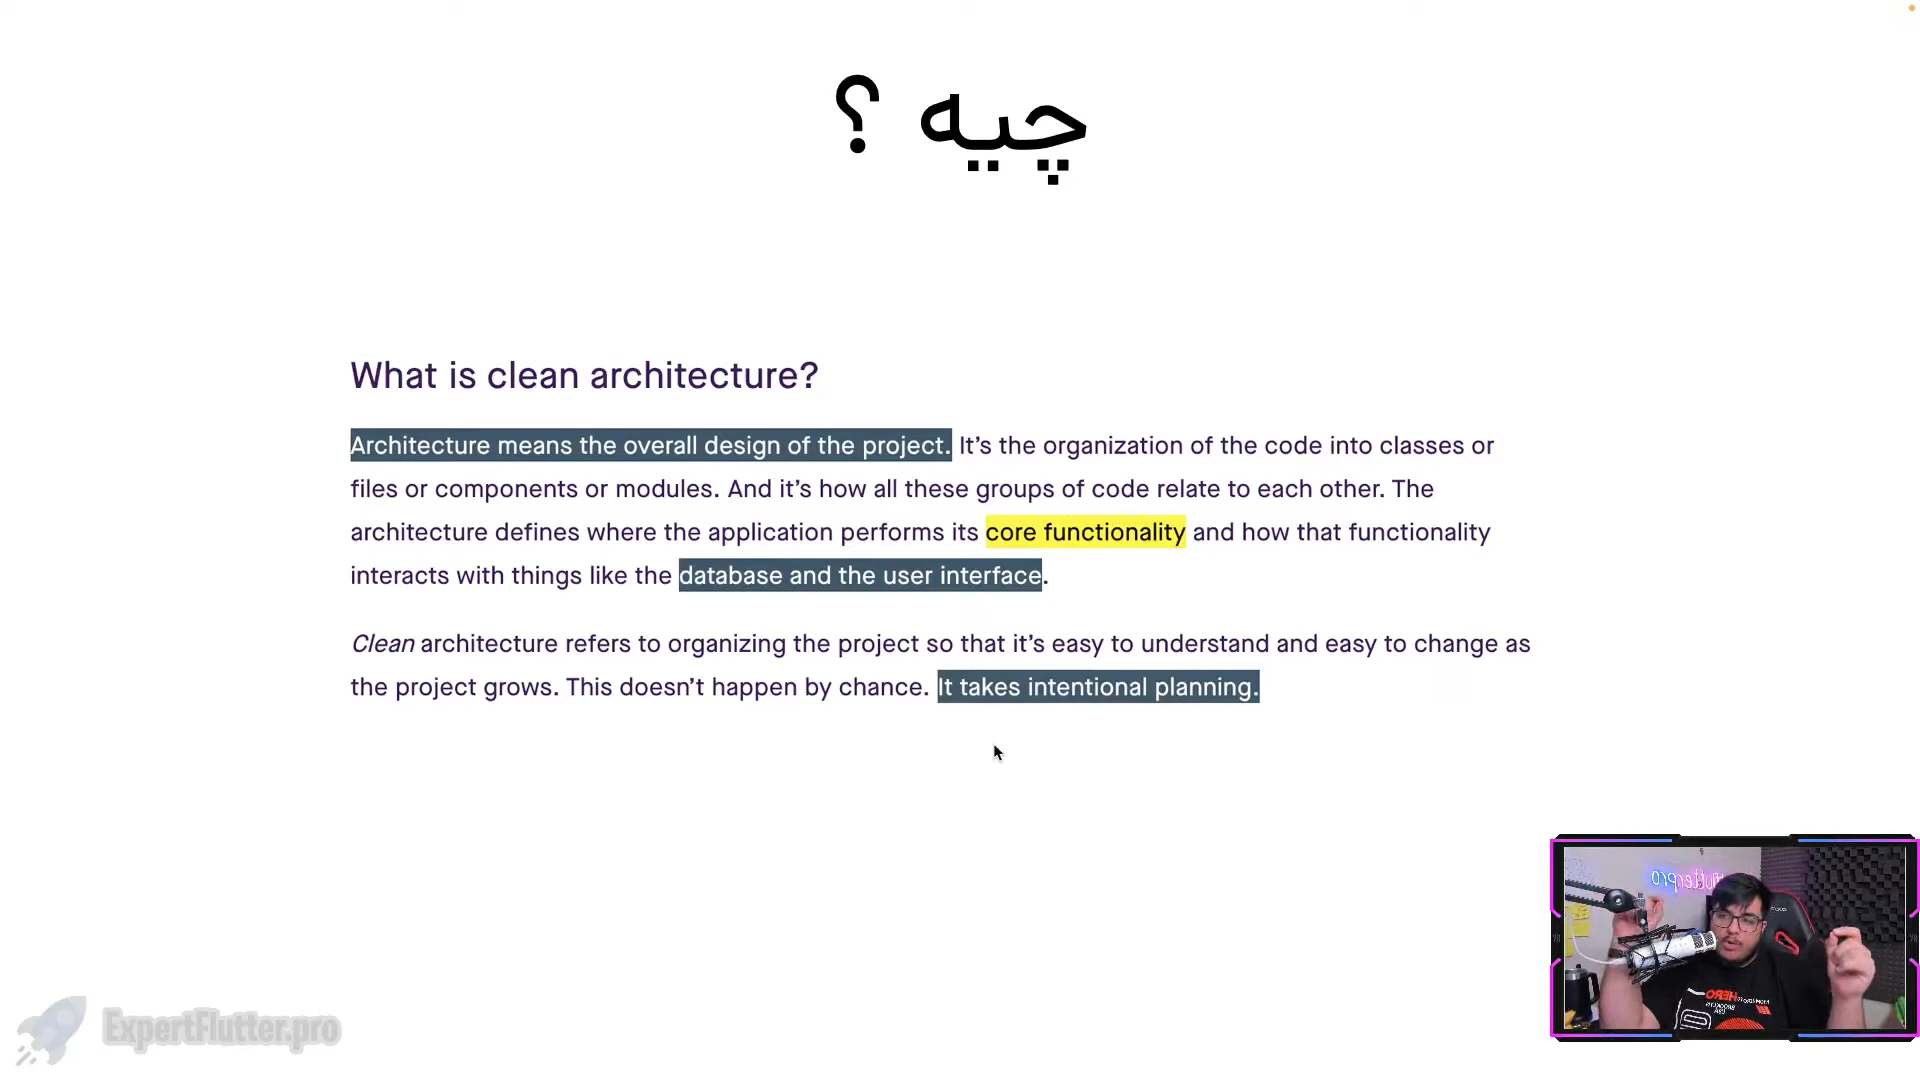 چیه ؟
What is clean architecture?
Architecture means the overall design of the project. It’s the organization of the code into classes or
files or components or modules. And it’s how all these groups of code relate to each other. The
architecture defines where the application performs its core functionality and how that functionality
interacts with things like the database and the user interface.
Clean architecture refers to organizing the project so that it’s easy to understand and easy to change as
the project grows. This doesn’t happen by chance. It takes intentional planning.
HERO
ExpertFlutter.pro